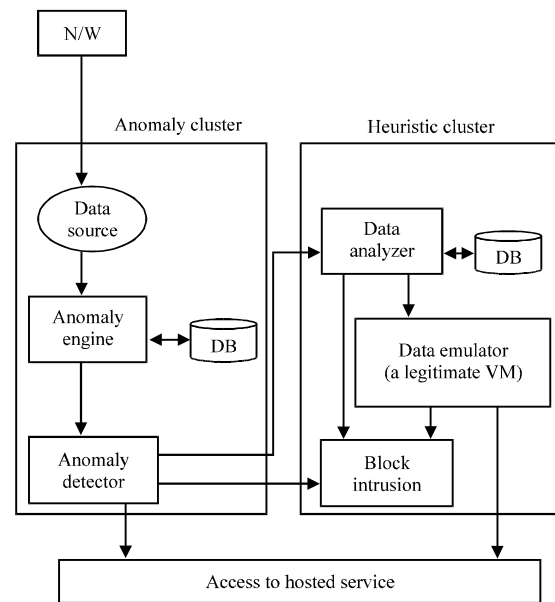 N/W
Anomaly cluster
Heuristic cluster
Data
source
Data
analyzer
DB
Anomaly
engine
DB
Data emulator
(a legitimate VM)
Anomaly
detector
Block
intrusion
Access to hosted service